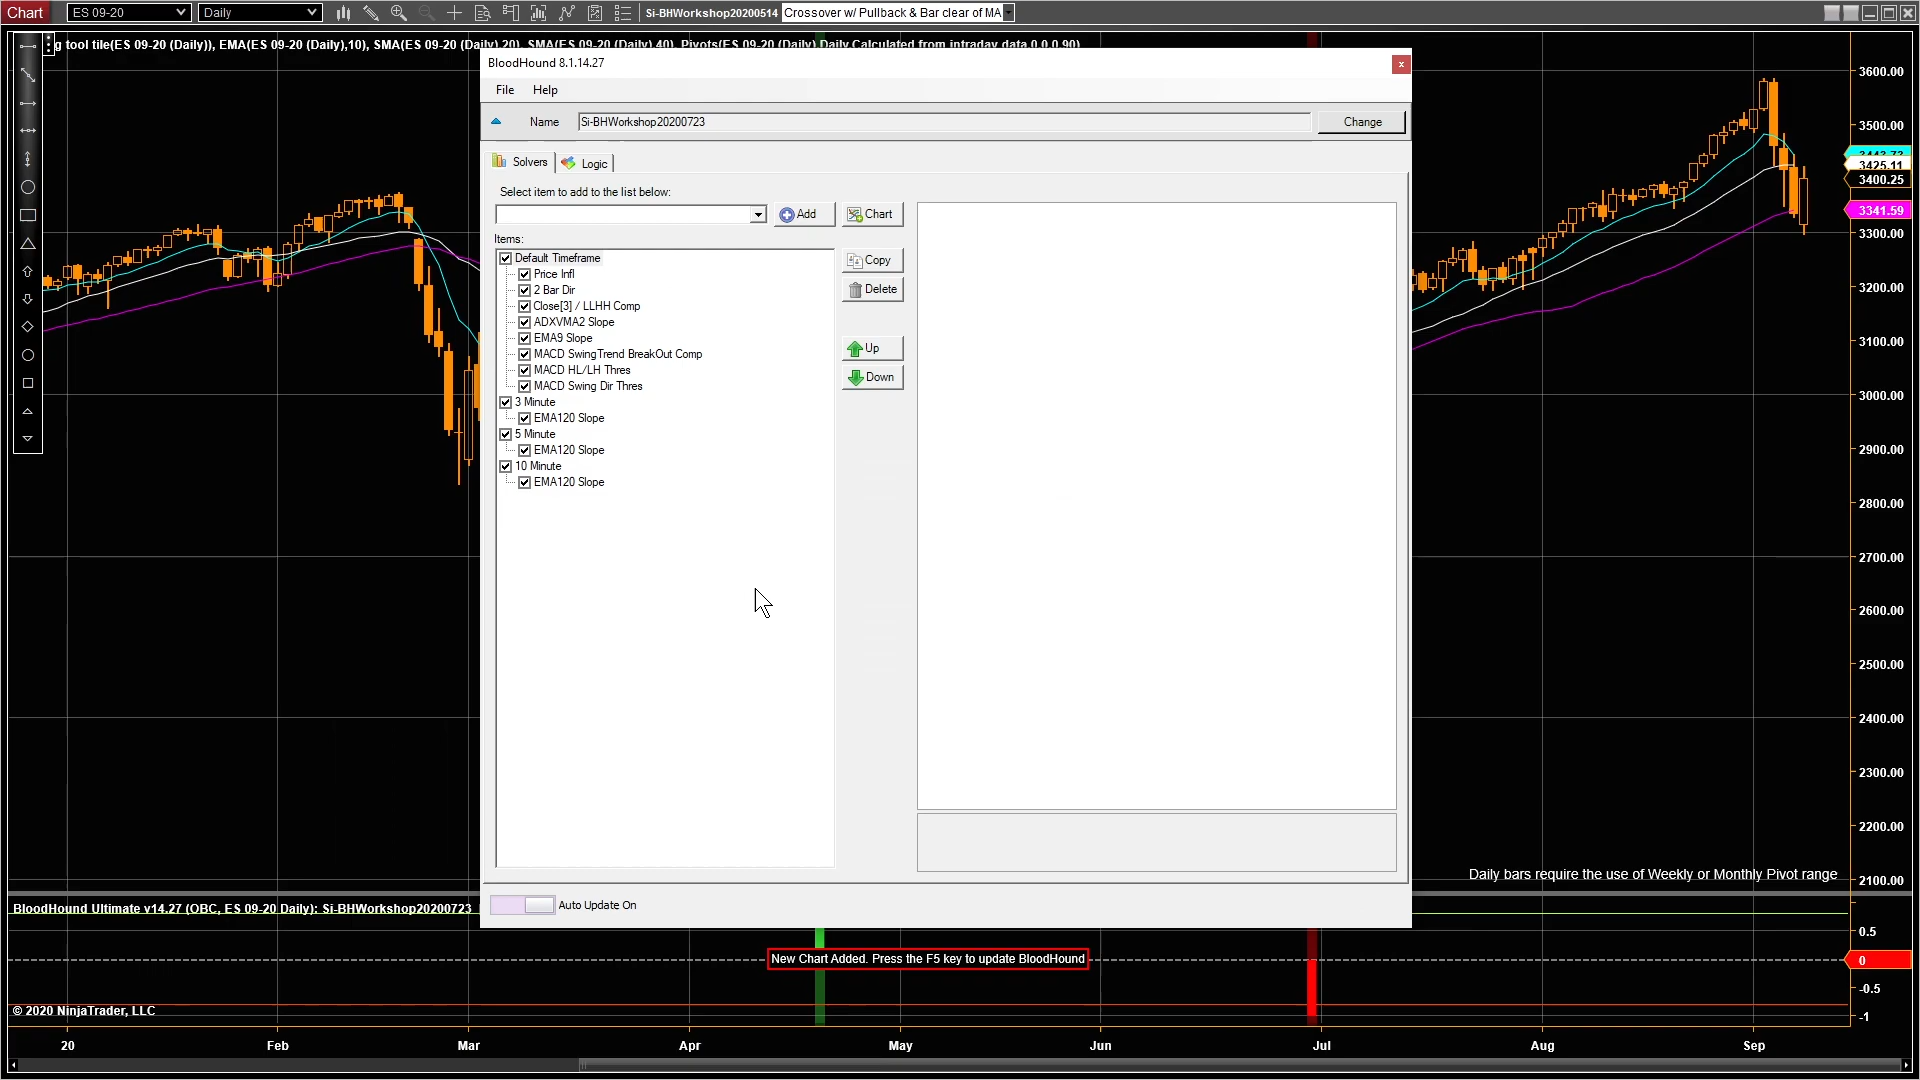 Chart ES 09-20 Daily Si-BHWorkshop20200514 Crossover w/ Pullback & Bar clear of MA
g tool tile(ES 09-20 (Daily)), EMA(ES 09-20 (Daily),10), SMA(ES 09-20 (Daily),20), SMA(ES 09-20 (Daily),40), Pivots(ES 09-20 (Daily),Daily,Calculated from intraday data,0,0,0,90)
BloodHound 8.1.14.27 x
File Help
Name Si-BHWorkshop20200723 Change
Solvers Logic
Select item to add to the list below:
Add Chart
Items:
Default Timeframe
Price Infl
2 Bar Dir
Close[3] / LLHH Comp
ADXVMA2 Slope
EMA9 Slope
MACD SwingTrend BreakOut Comp
MACD HL/LH Thres
MACD Swing Dir Thres
3 Minute
EMA120 Slope
5 Minute
EMA120 Slope
10 Minute
EMA120 Slope
Copy
Delete
Up
Down
Auto Update On
3600.00
3500.00
3425.11
3400.25
3341.59
3300.00
3200.00
3100.00
3000.00
2900.00
2800.00
2700.00
2600.00
2500.00
2400.00
2300.00
2200.00
2100.00
Daily bars require the use of Weekly or Monthly Pivot range
BloodHound Ultimate v14.27 (OBC, ES 09-20 Daily): Si-BHWorkshop20200723
New Chart Added. Press the F5 key to update BloodHound
0.5
0
-0.5
-1
© 2020 NinjaTrader, LLC
20 Feb Mar Apr May Jun Jul Aug Sep